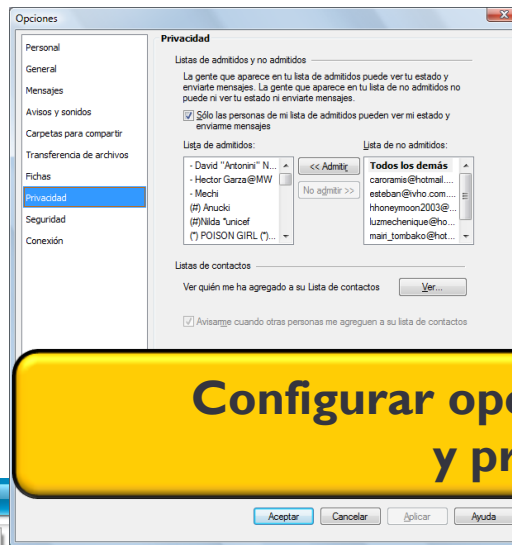 Opciones
Personal
General
Mensajes
Avisos y sonidos
Carpetas para compartir
Transferencia de archivos
Fichas
Privacidad
Seguridad
Conexión
Privacidad
Listas de admitidos y no admitidos
La gente que aparece en tu lista de admitidos puede ver tu estado y
enviarte mensajes. La gente que aparece en tu lista de no admitidos no
puede ni ver tu estado ni enviarte mensajes.
Sólo las personas de mi lista de admitidos pueden ver mi estado y
enviarme mensajes
Lista de admitidos:
- David "Antonini" N...
- Hector Garza@MW
- Mechi
(#) Anucki
(#)Nilda "unicef
(*) POISON GIRL (*)...
<< Admitir
No admitir >>
Lista de no admitidos:
Todos los demás
caroramis@hotmail....
esteban@ivho.com....
hhoneymoon2003@...
luzmechenique@ho...
mairi_tombako@hot...
Listas de contactos
Ver quién me ha agregado a su Lista de contactos
Ver...
Avisarme cuando otras personas me agreguen a su lista de contactos
Configurar op
y pr
Aceptar
Cancelar
Aplicar
Ayuda